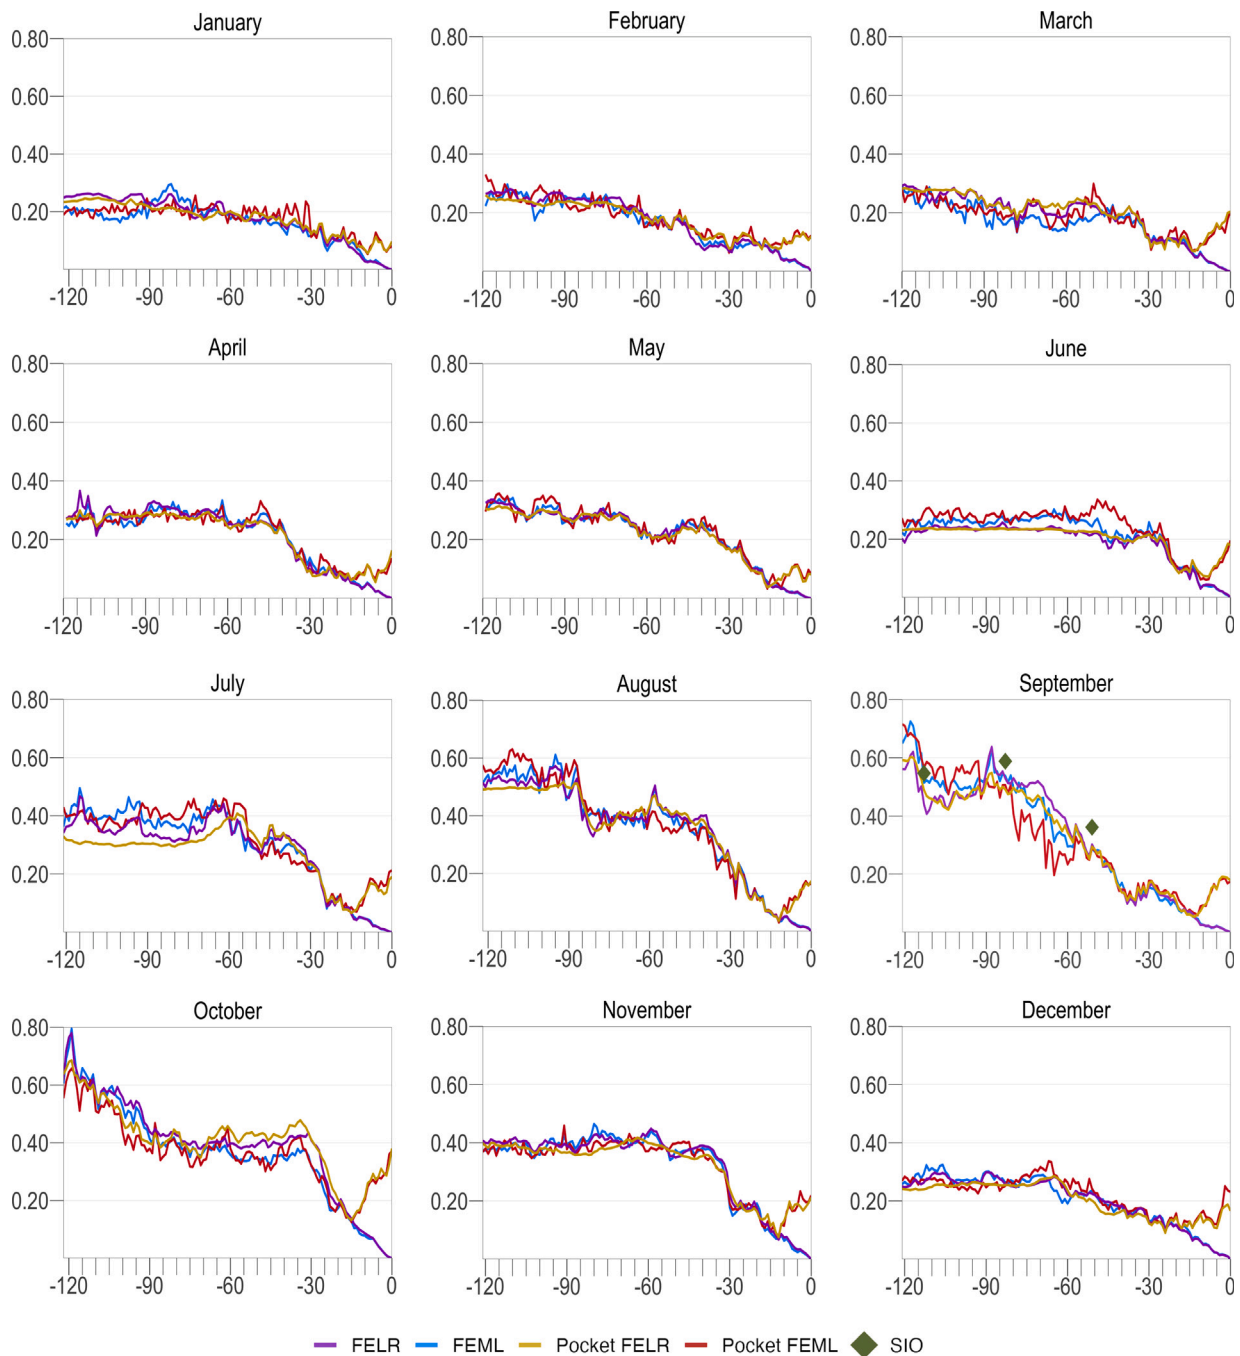 January February March
0.80 0.80 0.80
0.60 0.60 0.60
0.40 0.40 0.40
0.20 0.20 0.20
-120 -90 -60 -30 0 -120 -90 -60 -30 0 -120 -90 -60 -30 0
April May June
0.80 0.80 0.80
0.60 0.60 0.60
0.40 0.40 0.40
0.20 0.20 0.20
-120 -90 -60 -30 0 -120 -90 -60 -30 0 -120 -90 -60 -30 0
July August September
0.80 0.80 0.80
0.60 0.60 0.60
0.40 0.40 0.40
0.20 0.20 0.20
-120 -90 -60 -30 0 -120 -90 -60 -30 0 -120 -90 -60 -30 0
October November December
0.80 0.80 0.80
0.60 0.60 0.60
0.40 0.40 0.40
0.20 0.20 0.20
-120 -90 -60 -30 0 -120 -90 -60 -30 0 -120 -90 -60 -30 0
FELR FEML Pocket FELR Pocket FEML SIO